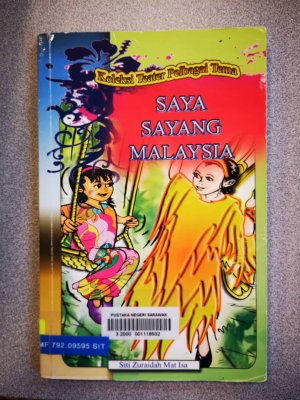 Koleksi Teater Pelbagai Tema
SAYA
SAYANG
MALAYSIA
PUSTAKA NEGERI SARAWAK
3 2000 001118932
MF 792.09595 SIT
Siti Zuraidah Mat Isa